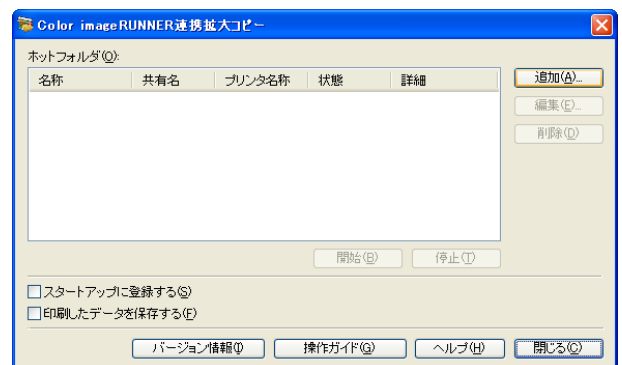 Color imageRUNNER連携拡大コピー
ホットフォルダ(O):
名称 共有名 プリンタ名称 状態 詳細
追加(A)...
編集(E)...
削除(D)
開始(B) 停止(T)
スタートアップに登録する(S)
印刷したデータを保存する(F)
バージョン情報(I) 操作ガイド(G) ヘルプ(H) 閉じる(C)